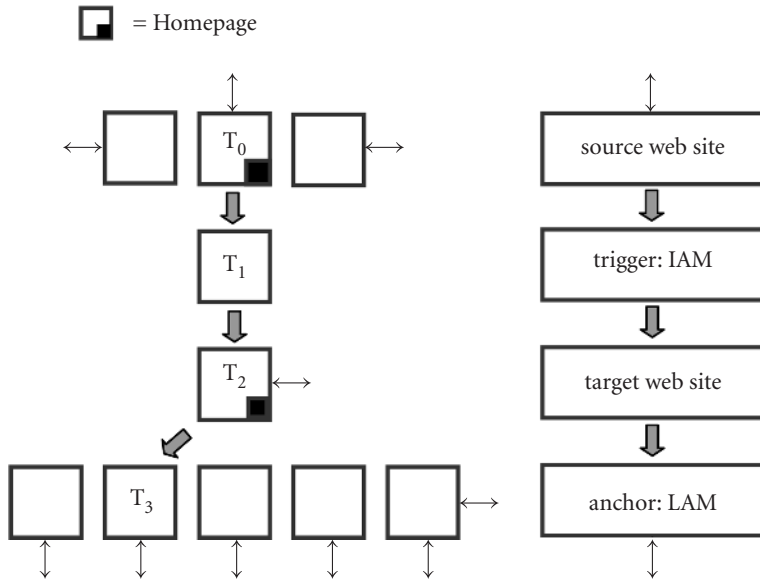 = Homepage
T₀
source web site
T₁
trigger: IAM
T₂
target web site
T₃
anchor: LAM